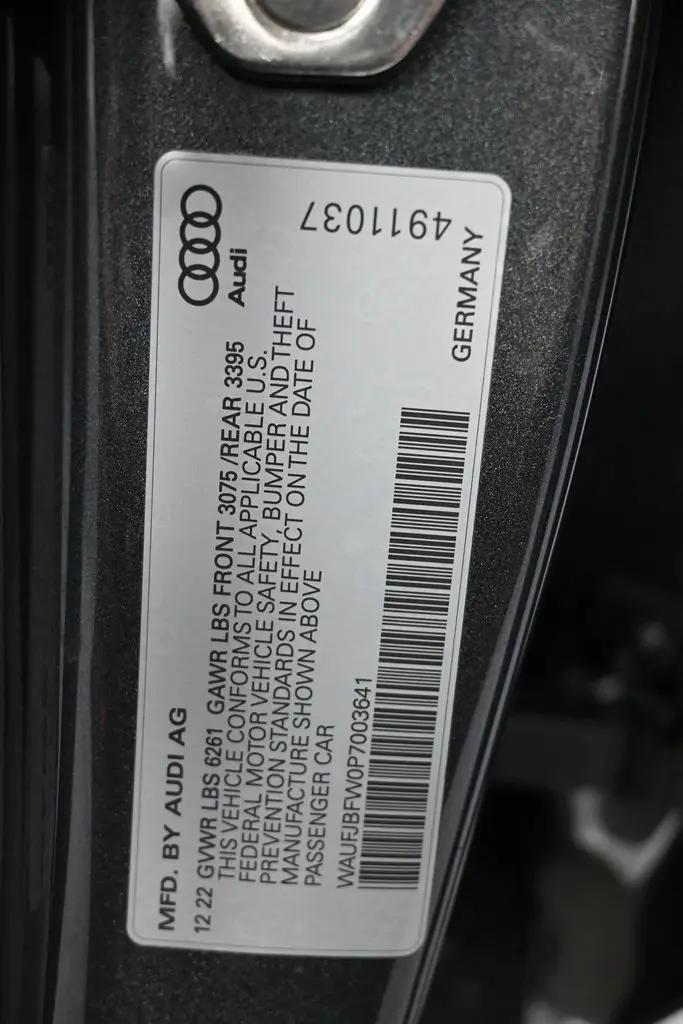 MFD. BY AUDI AG
Audi
12 22 GVWR LBS 6261 GAWR LBS FRONT 3075 /REAR 3395
THIS VEHICLE CONFORMS TO ALL APPLICABLE U.S.
FEDERAL MOTOR VEHICLE SAFETY, BUMPER AND THEFT
PREVENTION STANDARDS IN EFFECT ON THE DATE OF
MANUFACTURE SHOWN ABOVE
PASSENGER CAR
WAUFJBFW0P7003641
GERMANY
4911037